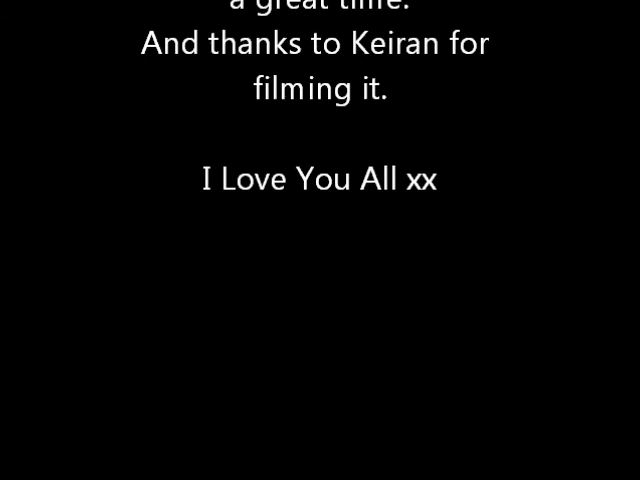 a great time.
And thanks to Keiran for
filming it.
I Love You All xx